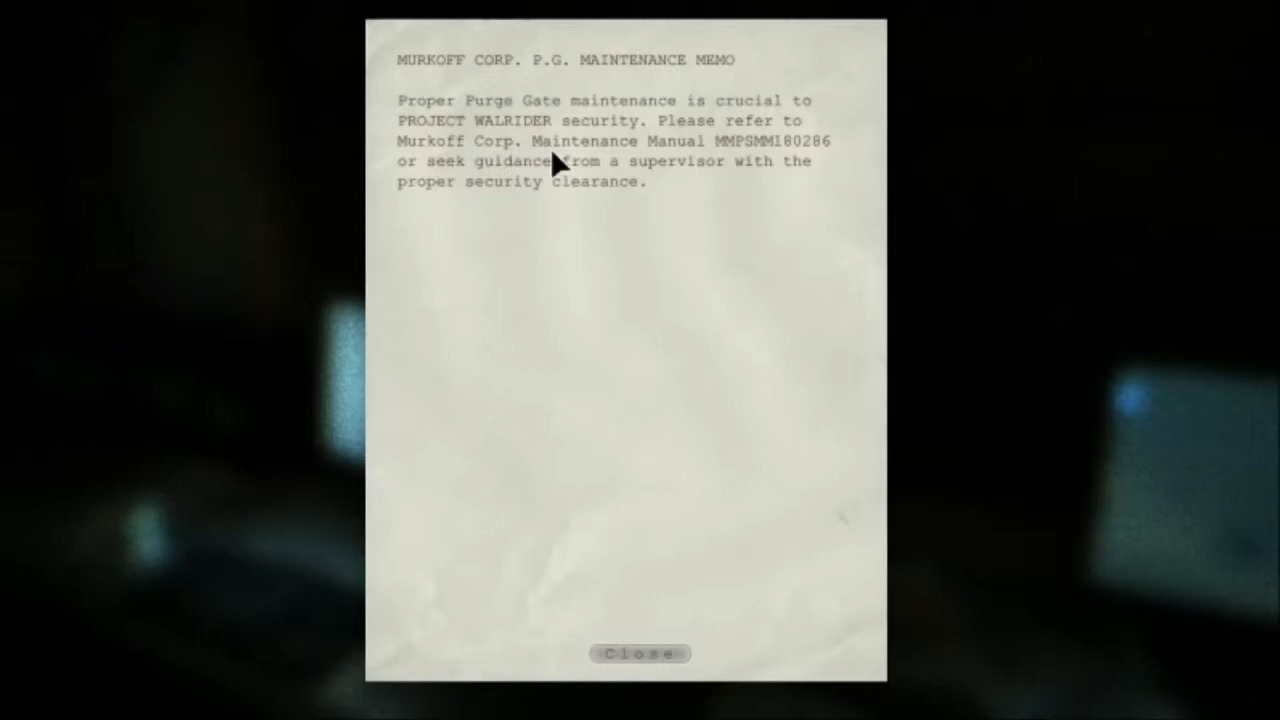 MURKOFF CORP. P.G. MAINTENANCE MEMO
Proper Purge Gate maintenance is crucial to
PROJECT WALRIDER security. Please refer to
Murkoff Corp. Maintenance Manual MMPSMM180286
or seek guidance from a supervisor with the
proper security clearance.
Close